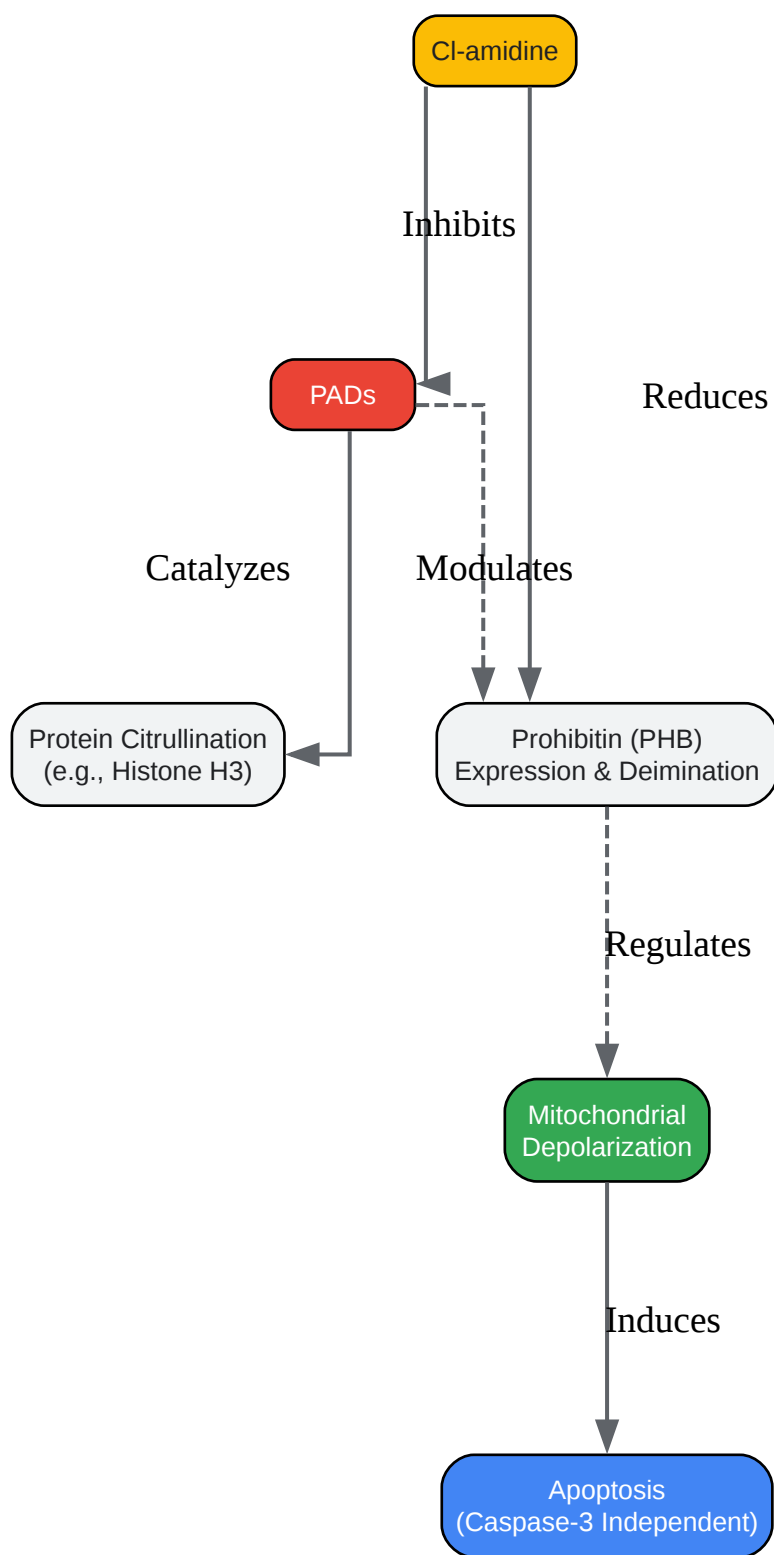 Cl-amidine
Inhibits
PADs
Reduces
Catalyzes
Modulates
Protein Citrullination
(e.g., Histone H3)
Prohibitin (PHB)
Expression & Deimination
Regulates
Mitochondrial
Depolarization
Induces
Apoptosis
(Caspase-3 Independent)